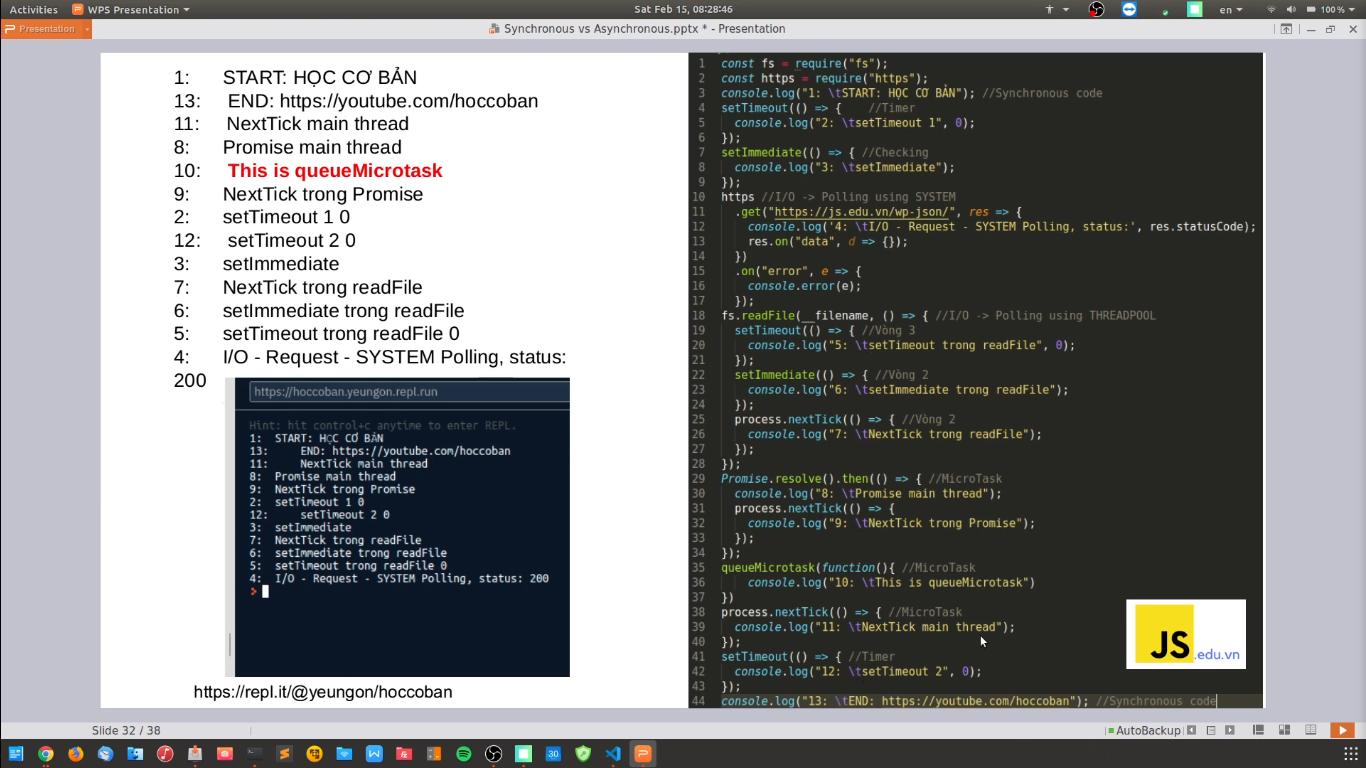 Activities
WPS Presentation
Sat Feb 15, 08:28:46
en
100 %
Presentation
Synchronous vs Asynchronous.pptx * - Presentation
1: START: HỌC CƠ BẢN
13: END: https://youtube.com/hoccoban
11: NextTick main thread
8: Promise main thread
10: This is queueMicrotask
9: NextTick trong Promise
2: setTimeout 1 0
12: setTimeout 2 0
3: setImmediate
7: NextTick trong readFile
6: setImmediate trong readFile
5: setTimeout trong readFile 0
4: I/O - Request - SYSTEM Polling, status:
200
https://hoccoban.yeungon.repl.run
Hint: hit control+c anytime to enter REPL.
1: START: HỌC CƠ BẢN
13: END: https://youtube.com/hoccoban
11: NextTick main thread
8: Promise main thread
9: NextTick trong Promise
2: setTimeout 1 0
12: setTimeout 2 0
3: setImmediate
7: NextTick trong readFile
6: setImmediate trong readFile
5: setTimeout trong readFile 0
4: I/O - Request - SYSTEM Polling, status: 200
>
https://repl.it/@yeungon/hoccoban
1 const fs = require("fs");
2 const https = require("https");
3 console.log("1: \tSTART: HỌC CƠ BẢN"); //Synchronous code
4 setTimeout(() => { //Timer
5 console.log("2: \tsetTimeout 1", 0);
6 });
7 setImmediate(() => { //Checking
8 console.log("3: \tsetImmediate");
9 });
10 https //I/O -> Polling using SYSTEM
11 .get("https://js.edu.vn/wp-json/", res => {
12 console.log('4: \tI/O - Request - SYSTEM Polling, status:', res.statusCode);
13 res.on("data", d => {});
14 })
15 .on("error", e => {
16 console.error(e);
17 });
18 fs.readFile(__filename, () => { //I/O -> Polling using THREADPOOL
19 setTimeout(() => { //Vòng 3
20 console.log("5: \tsetTimeout trong readFile", 0);
21 });
22 setImmediate(() => { //Vòng 2
23 console.log("6: \tsetImmediate trong readFile");
24 });
25 process.nextTick(() => { //Vòng 2
26 console.log("7: \tNextTick trong readFile");
27 });
28 });
29 Promise.resolve().then(() => { //MicroTask
30 console.log("8: \tPromise main thread");
31 process.nextTick(() => {
32 console.log("9: \tNextTick trong Promise");
33 });
34 });
35 queueMicrotask(function(){ //MicroTask
36 console.log("10: \tThis is queueMicrotask")
37 })
38 process.nextTick(() => { //MicroTask
39 console.log("11: \tNextTick main thread");
40 });
41 setTimeout(() => { //Timer
42 console.log("12: \tsetTimeout 2", 0);
43 });
44 console.log("13: \tEND: https://youtube.com/hoccoban"); //Synchronous code
JS.edu.vn
Slide 32 / 38
AutoBackup
30